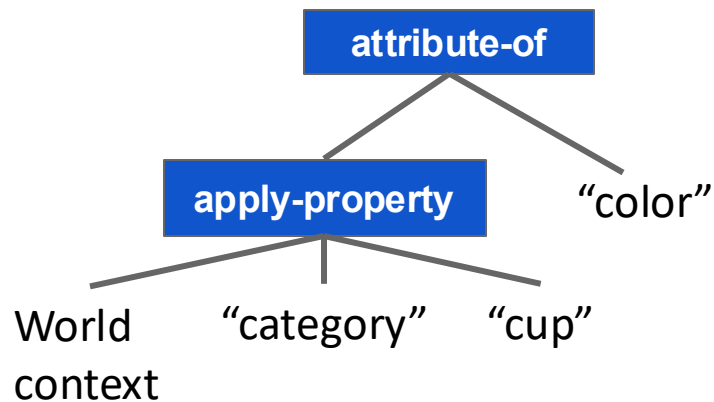 attribute-of
apply-property
“color”
World
context
“category”
“cup”